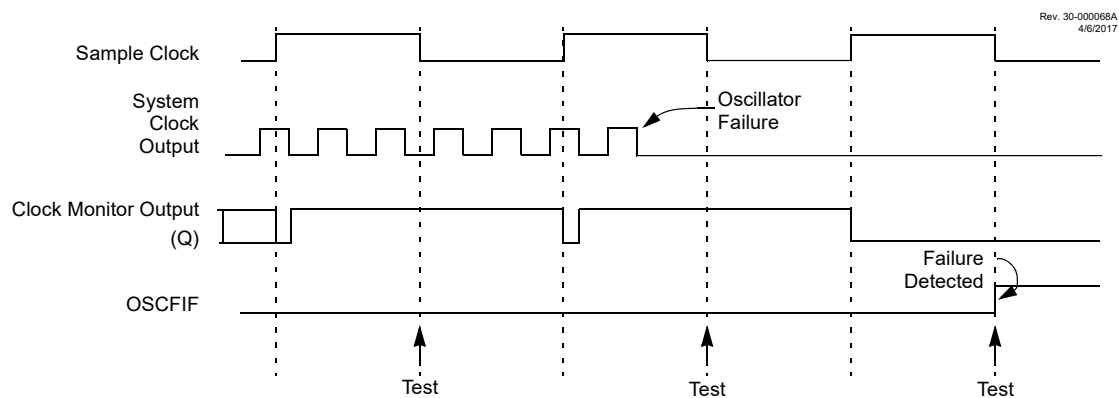 Rev. 30-000068A
4/6/2017
Sample Clock
System
Clock
Output
Oscillator
Failure
Clock Monitor Output
(Q)
Failure
Detected
OSCFIF
Test
Test
Test